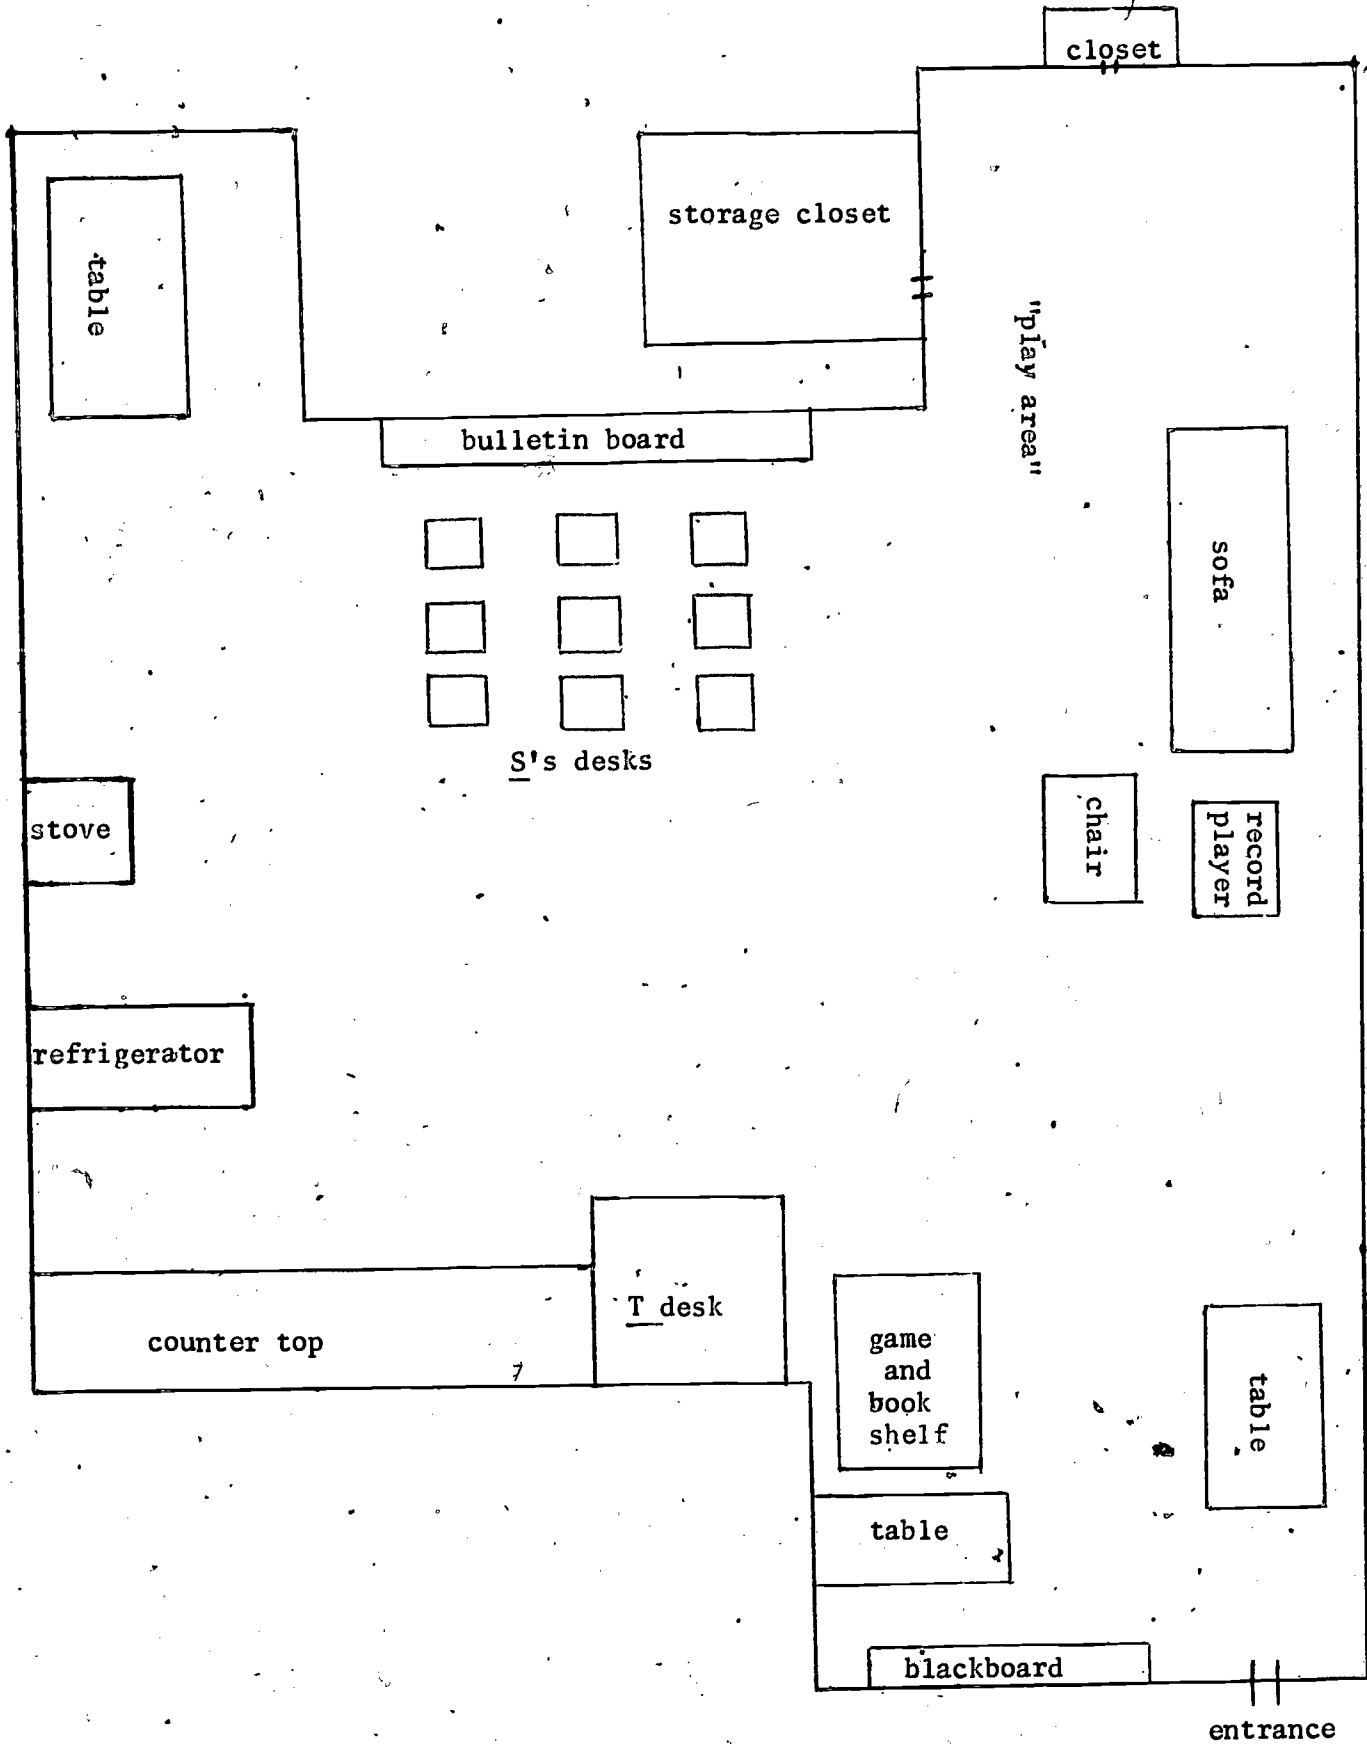 closet
storage closet
table
"play area"
bulletin board
sofa
S's desks
stove
chair
record
player
refrigerator
T desk
counter top
game
and
book
shelf
table
table
blackboard
entrance